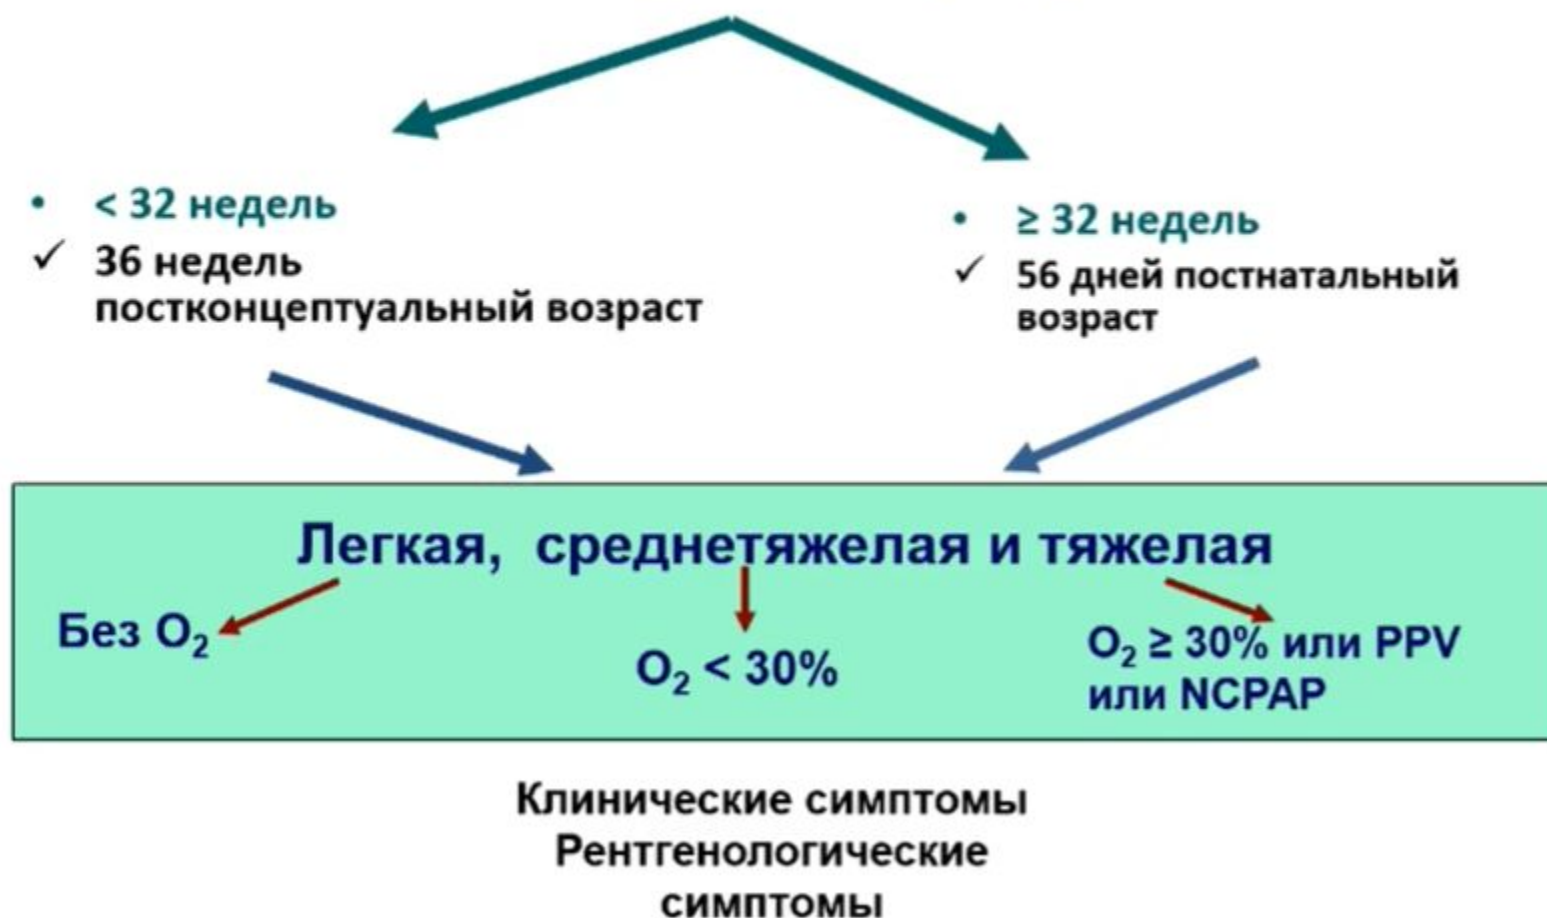 • < 32 недель
✓ 36 недель
постконцептуальный возраст
• ≥ 32 недель
✓ 56 дней постнатальный
возраст
Легкая, среднетяжелая и тяжелая
Без O₂
O₂ < 30%
O₂ ≥ 30% или PPV
или NCPAP
Клинические симптомы
Рентгенологические
симптомы